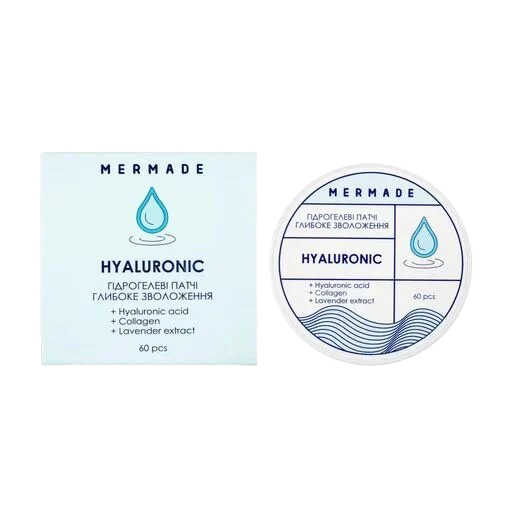 MERMADE
HYALURONIC
ГІДРОГЕЛЕВІ ПАТЧІ
ГЛИБОКЕ ЗВОЛОЖЕННЯ
+ Hyaluronic acid
+ Collagen
+ Lavender extract
60 pcs
MERMADE
ГІДРОГЕЛЕВІ ПАТЧІ
ГЛИБОКЕ ЗВОЛОЖЕННЯ
HYALURONIC
+ Hyaluronic acid
+ Collagen
+ Lavender extract
60 pcs